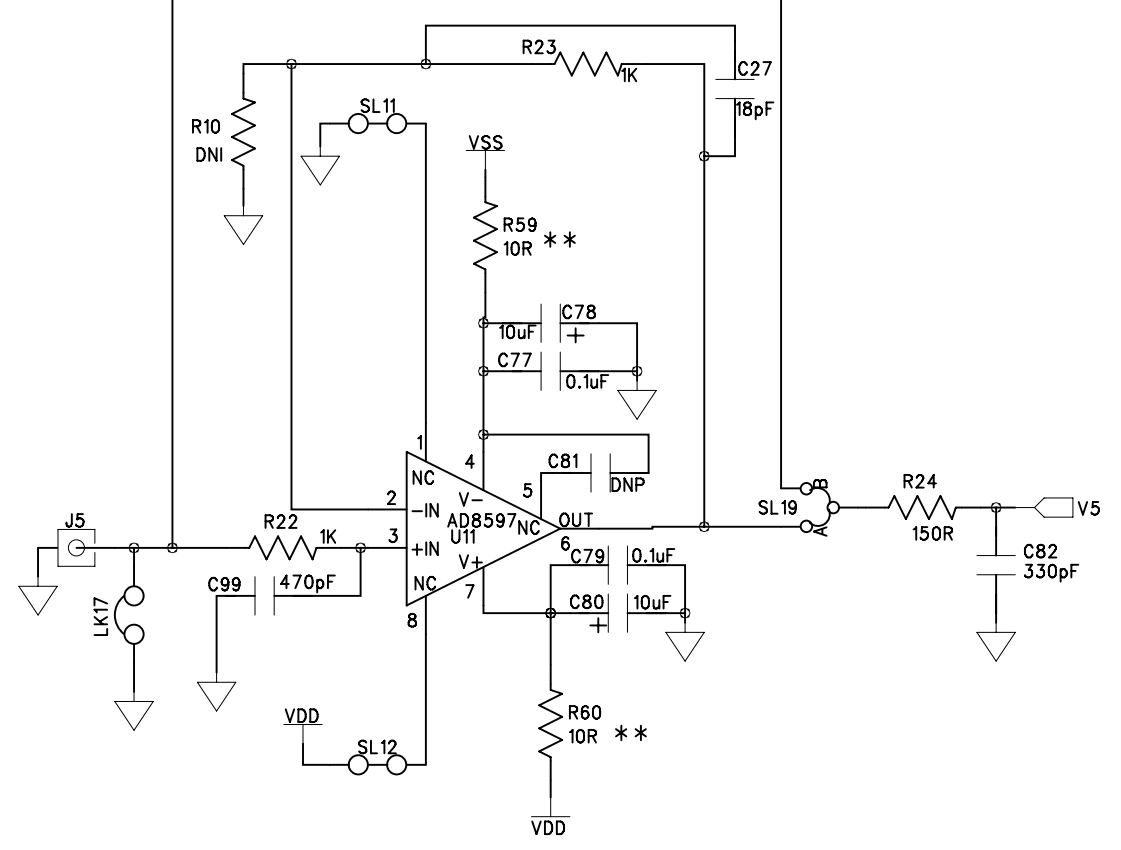 R23
1K
C27
18pF
SL11
R10
DNI
VSS
R59
10R **
C78
10uF
+
C77
0.1uF
1
4
C81
DNP
5
NC
2
V-
-IN
AD8597
NC
OUT
U11
6
3
+IN
V+
NC
7
8
J5
R22
1K
C99
470pF
LK17
C79
0.1uF
C80
10uF
+
SL19
B
A
R24
150R
V5
C82
330pF
VDD
SL12
R60
10R **
VDD